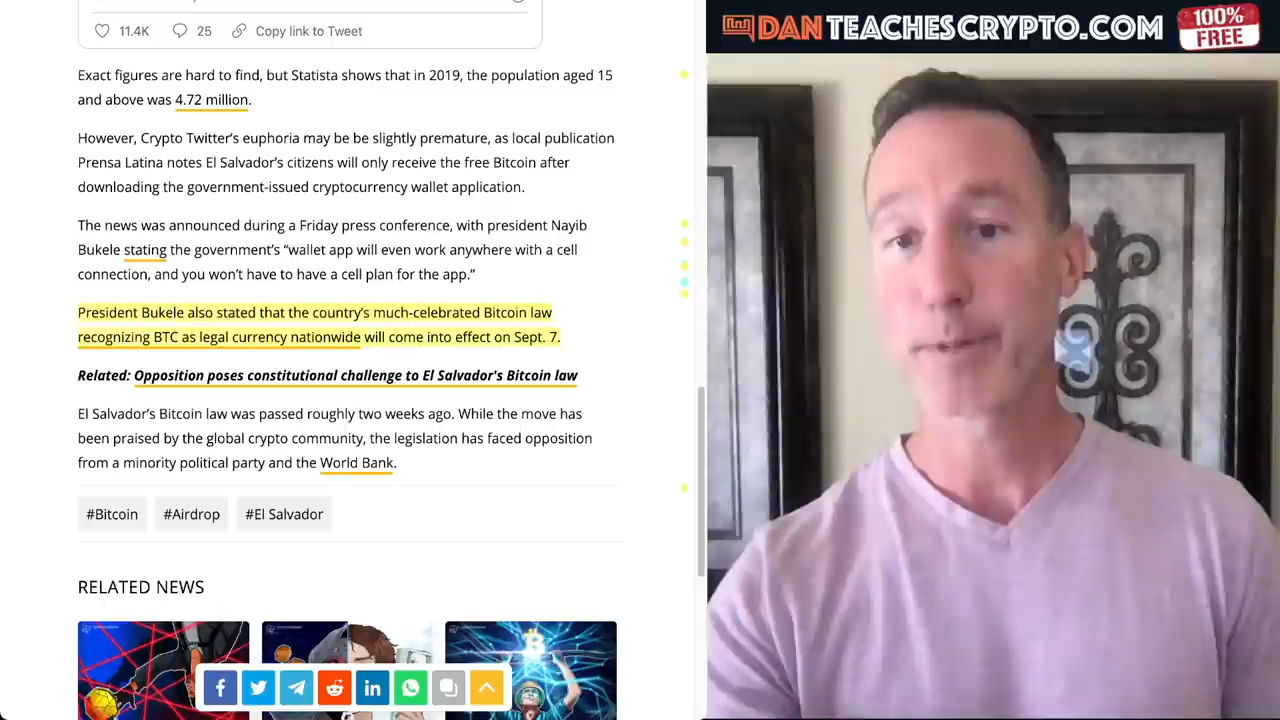 11.4K 25 Copy link to Tweet
Exact figures are hard to find, but Statista shows that in 2019, the population aged 15
and above was 4.72 million.
However, Crypto Twitter's euphoria may be be slightly premature, as local publication
Prensa Latina notes El Salvador's citizens will only receive the free Bitcoin after
downloading the government-issued cryptocurrency wallet application.
The news was announced during a Friday press conference, with president Nayib
Bukele stating the government's “wallet app will even work anywhere with a cell
connection, and you won't have to have a cell plan for the app.”
President Bukele also stated that the country's much-celebrated Bitcoin law
recognizing BTC as legal currency nationwide will come into effect on Sept. 7.
Related: Opposition poses constitutional challenge to El Salvador's Bitcoin law
El Salvador's Bitcoin law was passed roughly two weeks ago. While the move has
been praised by the global crypto community, the legislation has faced opposition
from a minority political party and the World Bank.
#Bitcoin #Airdrop #El Salvador
RELATED NEWS
DANTEACHESCRYPTO.COM
100%
FREE